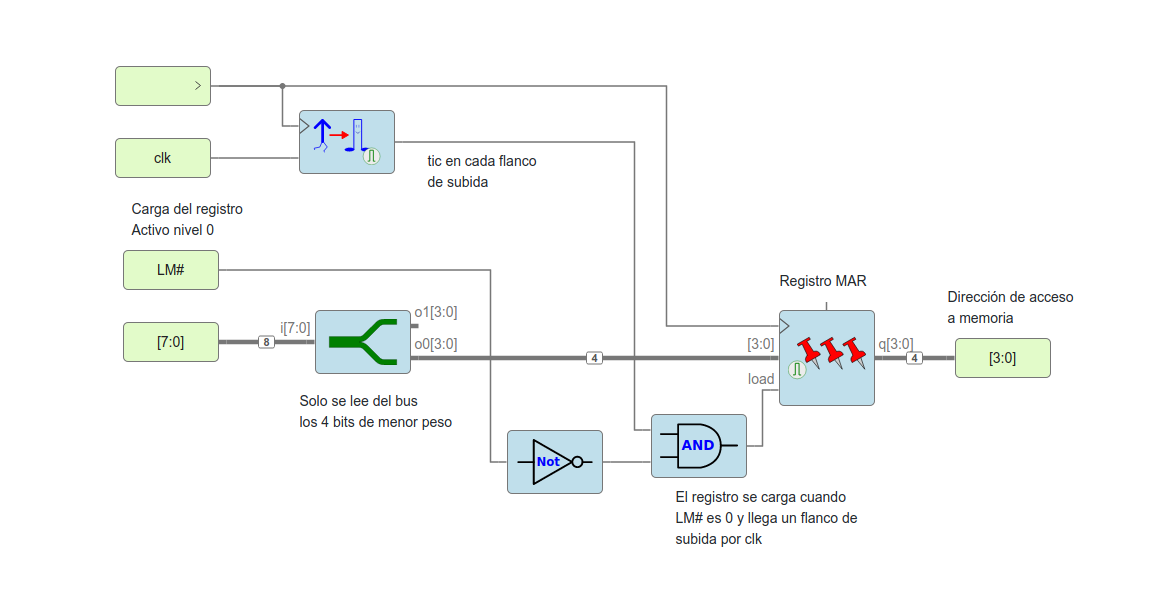 clk
tic en cada flanco
de subida
Carga del registro
Activo nivel 0
LM#
Registro MAR
Dirección de acceso
a memoria
[7:0]
8
i[7:0]
o1[3:0]
o0[3:0]
4
[3:0]
load
q[3:0]
4
[3:0]
Solo se lee del bus
los 4 bits de menor peso
Not
AND
El registro se carga cuando
LM# es 0 y llega un flanco de
subida por clk